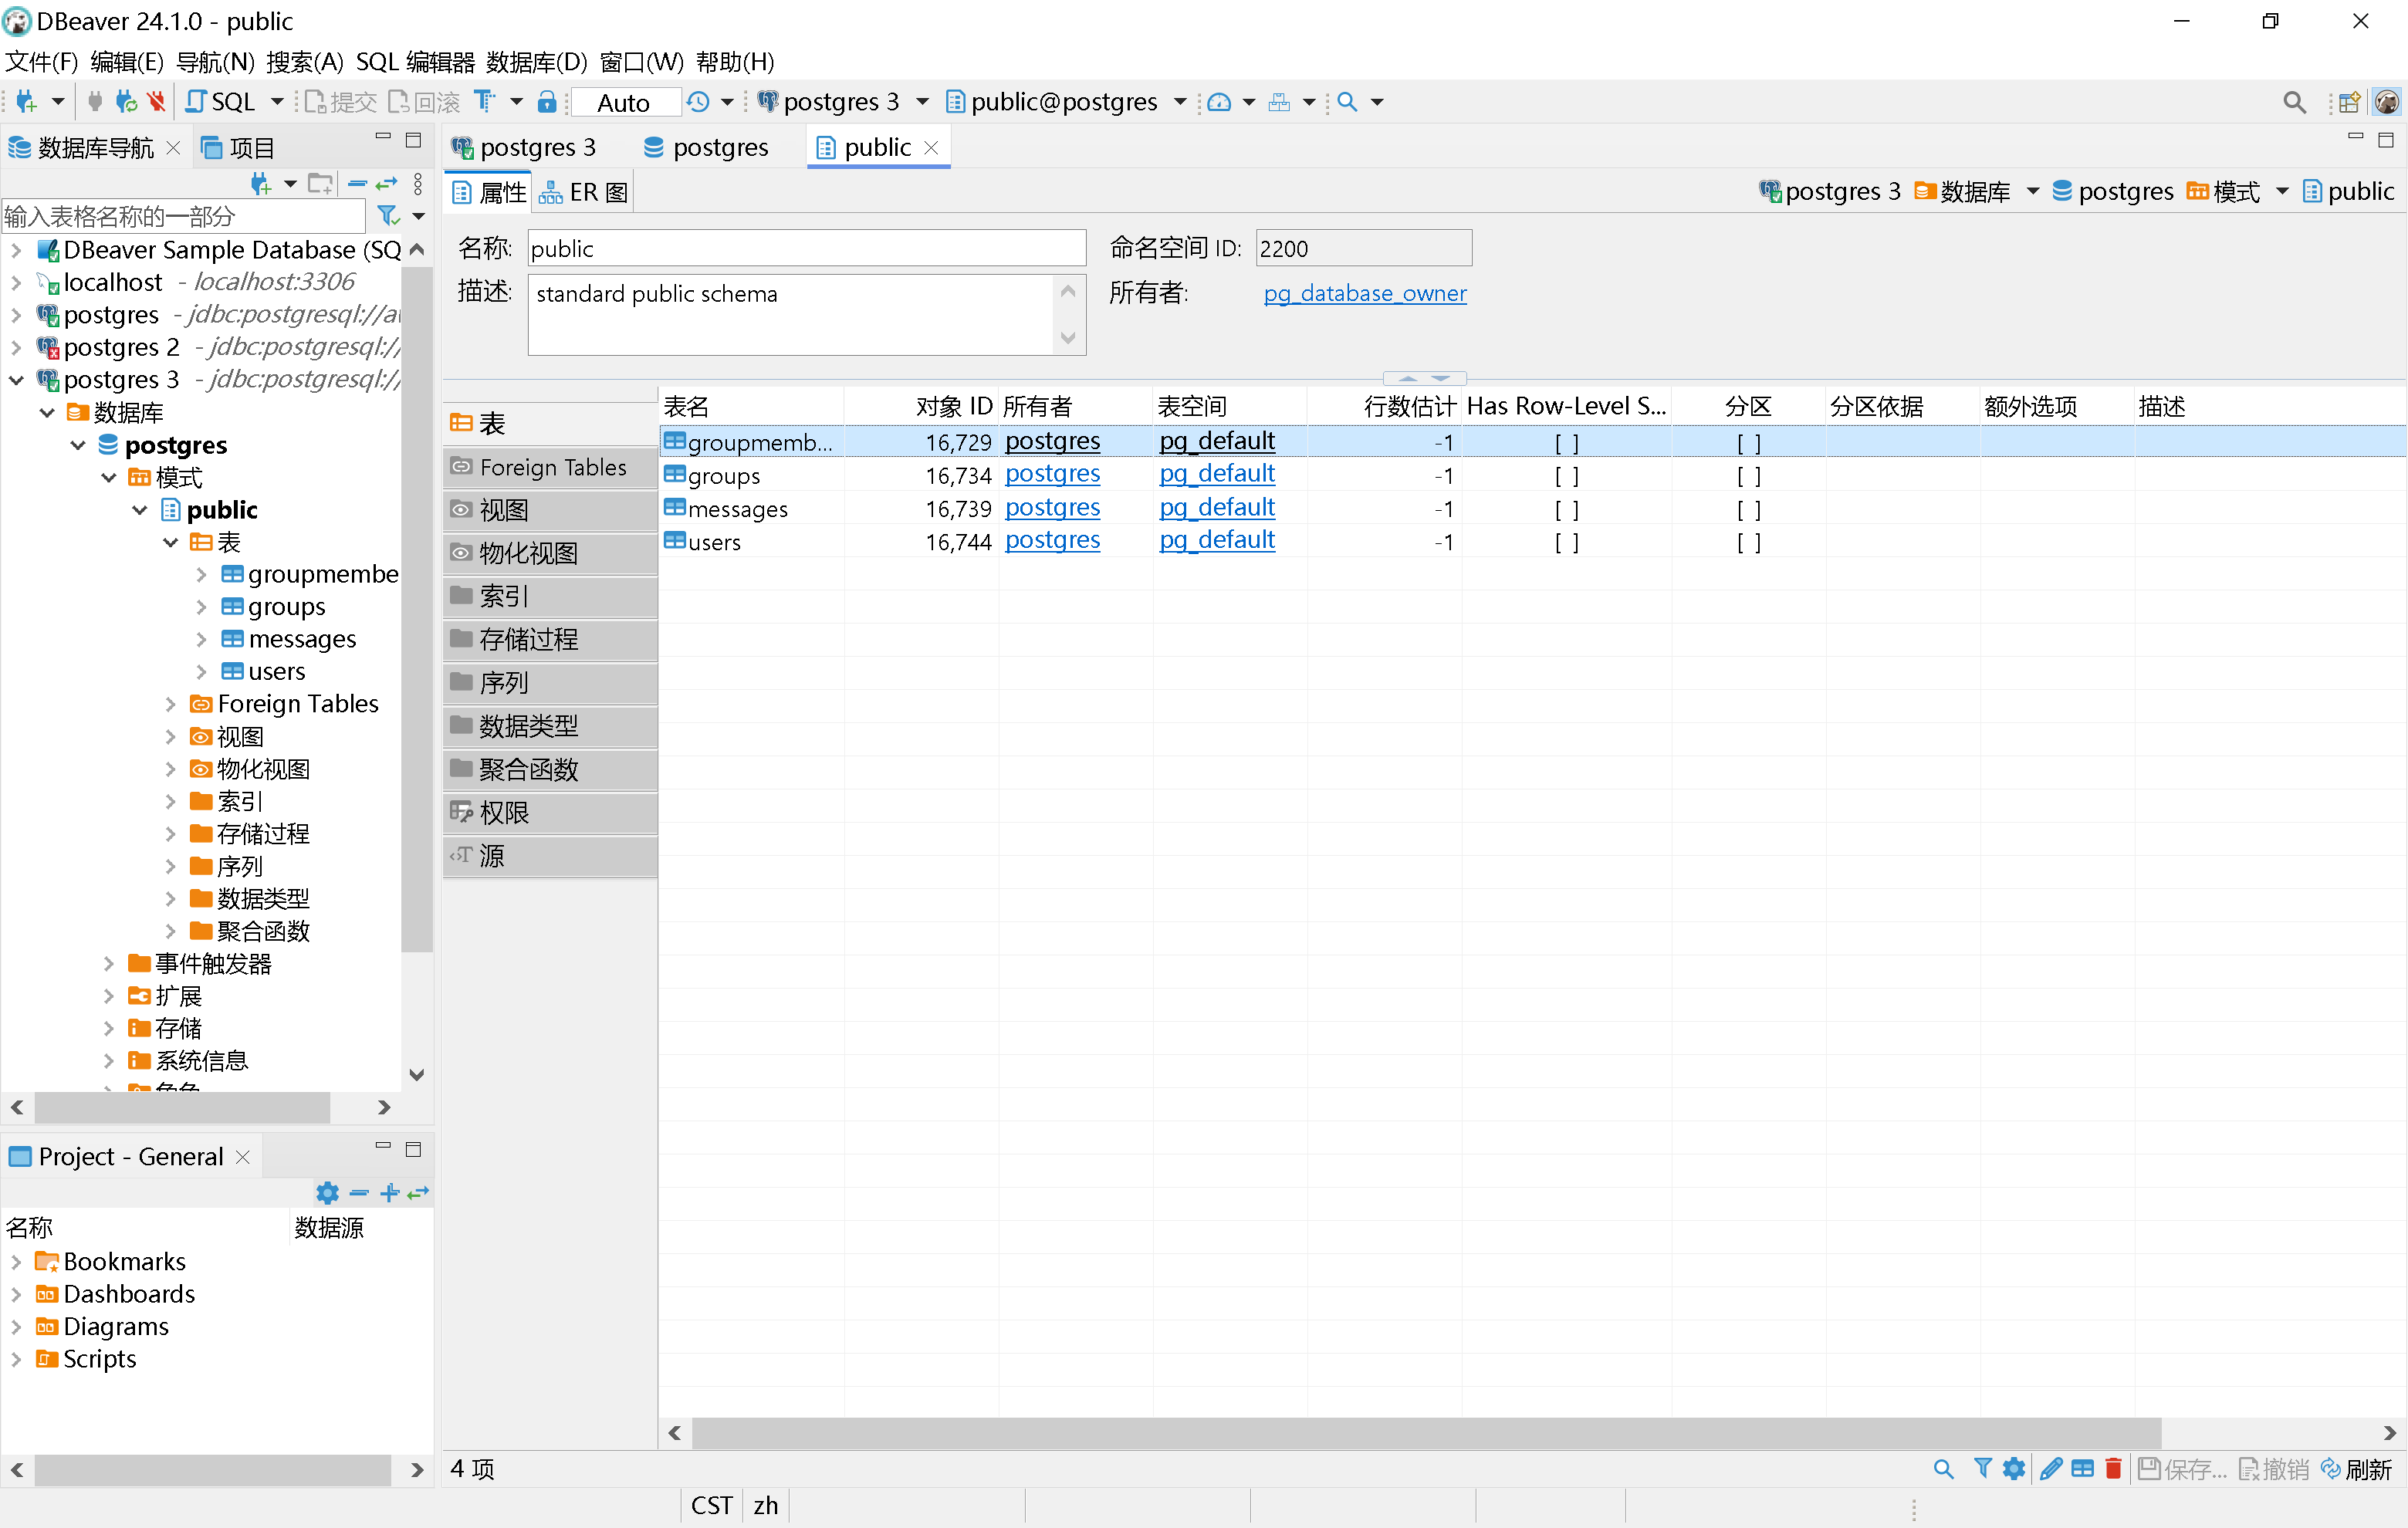 DBeaver 24.1.0 - public
文件(F) 编辑(E) 导航(N) 搜索(A) SQL 编辑器 数据库(D) 窗口(W) 帮助(H)
SQL 提交 回滚 Auto postgres 3 public@postgres
数据库导航 项目
输入表格名称的一部分
DBeaver Sample Database (SQ
localhost - localhost:3306
postgres - jdbc:postgresql://a
postgres 2 - jdbc:postgresql://
postgres 3 - jdbc:postgresql://
数据库
postgres
模式
public
表
groupmembe
groups
messages
users
Foreign Tables
视图
物化视图
索引
存储过程
序列
数据类型
聚合函数
事件触发器
扩展
存储
系统信息
角色
Project - General
名称 数据源
Bookmarks
Dashboards
Diagrams
Scripts
postgres 3 postgres public
属性 ER 图
postgres 3 数据库 postgres 模式 public
名称: public 命名空间 ID: 2200
描述: standard public schema 所有者: pg_database_owner
表
Foreign Tables
视图
物化视图
索引
存储过程
序列
数据类型
聚合函数
权限
源
表名 对象 ID 所有者 表空间 行数估计 Has Row-Level S... 分区 分区依据 额外选项 描述
groupmemb... 16,729 postgres pg_default -1 [ ] [ ]
groups 16,734 postgres pg_default -1 [ ] [ ]
messages 16,739 postgres pg_default -1 [ ] [ ]
users 16,744 postgres pg_default -1 [ ] [ ]
4 项 保存... 撤销 刷新
CST zh